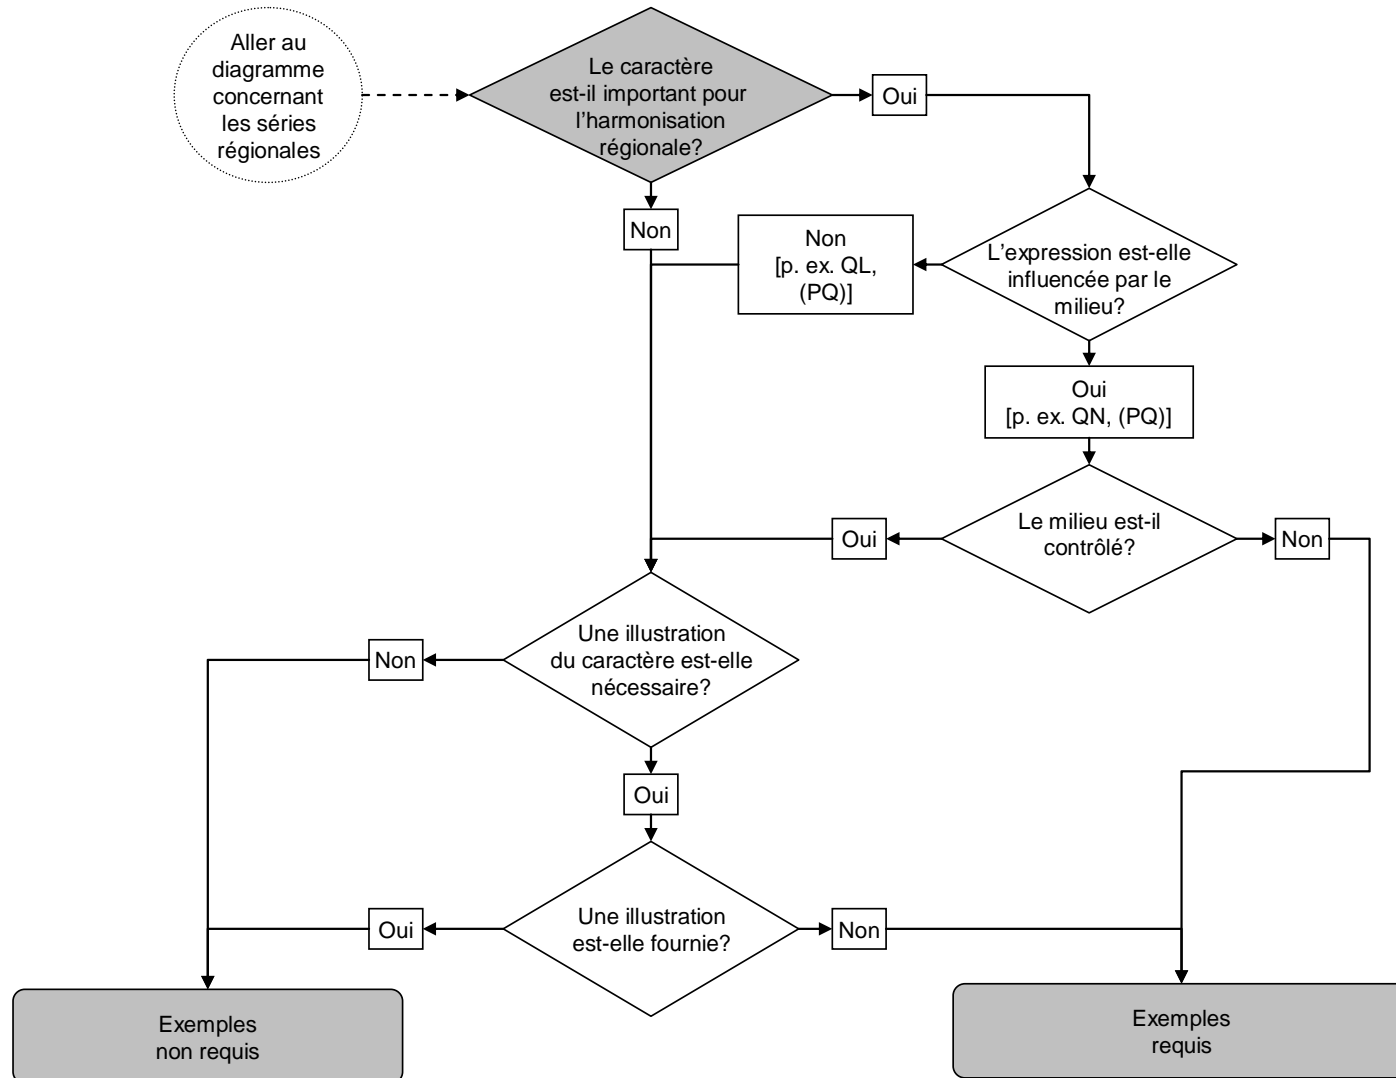 Aller au
diagramme
concernant
les séries
régionales
Le caractère
est-il important pour
l'harmonisation
régionale?
Oui
Non
Non
[p. ex. QL,
(PQ)]
L'expression est-elle
influencée par le
milieu?
Oui
[p. ex. QN, (PQ)]
Le milieu est-il
contrôlé?
Oui
Non
Une illustration
du caractère est-elle
nécessaire?
Non
Oui
Une illustration
est-elle fournie?
Oui
Non
Exemples
non requis
Exemples
requis